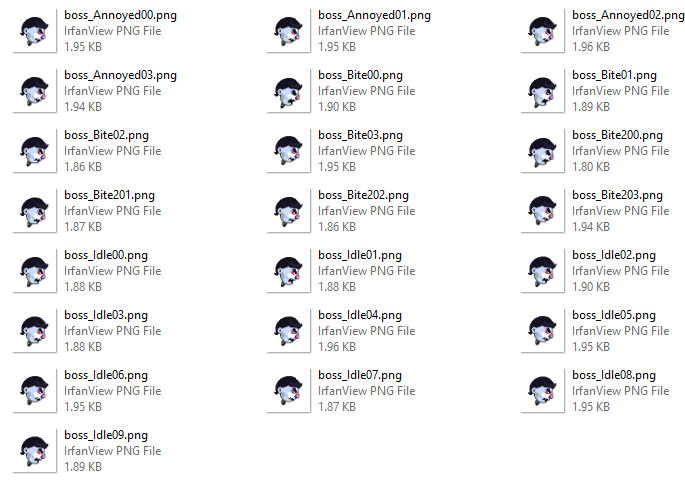 boss_Annoyed00.png
IrfanView PNG File
1.95 KB
boss_Annoyed01.png
IrfanView PNG File
1.95 KB
boss_Annoyed02.png
IrfanView PNG File
1.96 KB
boss_Annoyed03.png
IrfanView PNG File
1.94 KB
boss_Bite00.png
IrfanView PNG File
1.90 KB
boss_Bite01.png
IrfanView PNG File
1.89 KB
boss_Bite02.png
IrfanView PNG File
1.86 KB
boss_Bite03.png
IrfanView PNG File
1.95 KB
boss_Bite200.png
IrfanView PNG File
1.80 KB
boss_Bite201.png
IrfanView PNG File
1.87 KB
boss_Bite202.png
IrfanView PNG File
1.86 KB
boss_Bite203.png
IrfanView PNG File
1.94 KB
boss_Idle00.png
IrfanView PNG File
1.88 KB
boss_Idle01.png
IrfanView PNG File
1.88 KB
boss_Idle02.png
IrfanView PNG File
1.90 KB
boss_Idle03.png
IrfanView PNG File
1.88 KB
boss_Idle04.png
IrfanView PNG File
1.96 KB
boss_Idle05.png
IrfanView PNG File
1.95 KB
boss_Idle06.png
IrfanView PNG File
1.95 KB
boss_Idle07.png
IrfanView PNG File
1.87 KB
boss_Idle08.png
IrfanView PNG File
1.95 KB
boss_Idle09.png
IrfanView PNG File
1.89 KB